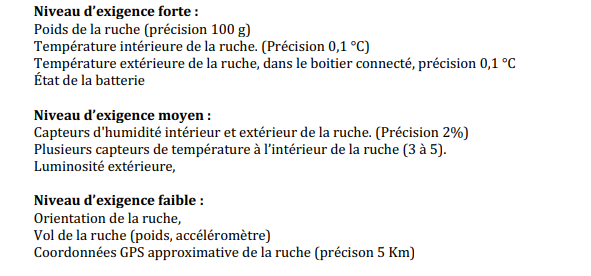 Niveau d'exigence forte :
Poids de la ruche (précision 100 g)
Température intérieure de la ruche. (Précision 0,1 °C)
Température extérieure de la ruche, dans le boitier connecté, précision 0,1 °C
État de la batterie
Niveau d'exigence moyen :
Capteurs d'humidité intérieur et extérieur de la ruche. (Précision 2%)
Plusieurs capteurs de température à l'intérieur de la ruche (3 à 5).
Luminosité extérieure,
Niveau d'exigence faible :
Orientation de la ruche,
Vol de la ruche (poids, accéléromètre)
Coordonnées GPS approximative de la ruche (précison 5 Km)